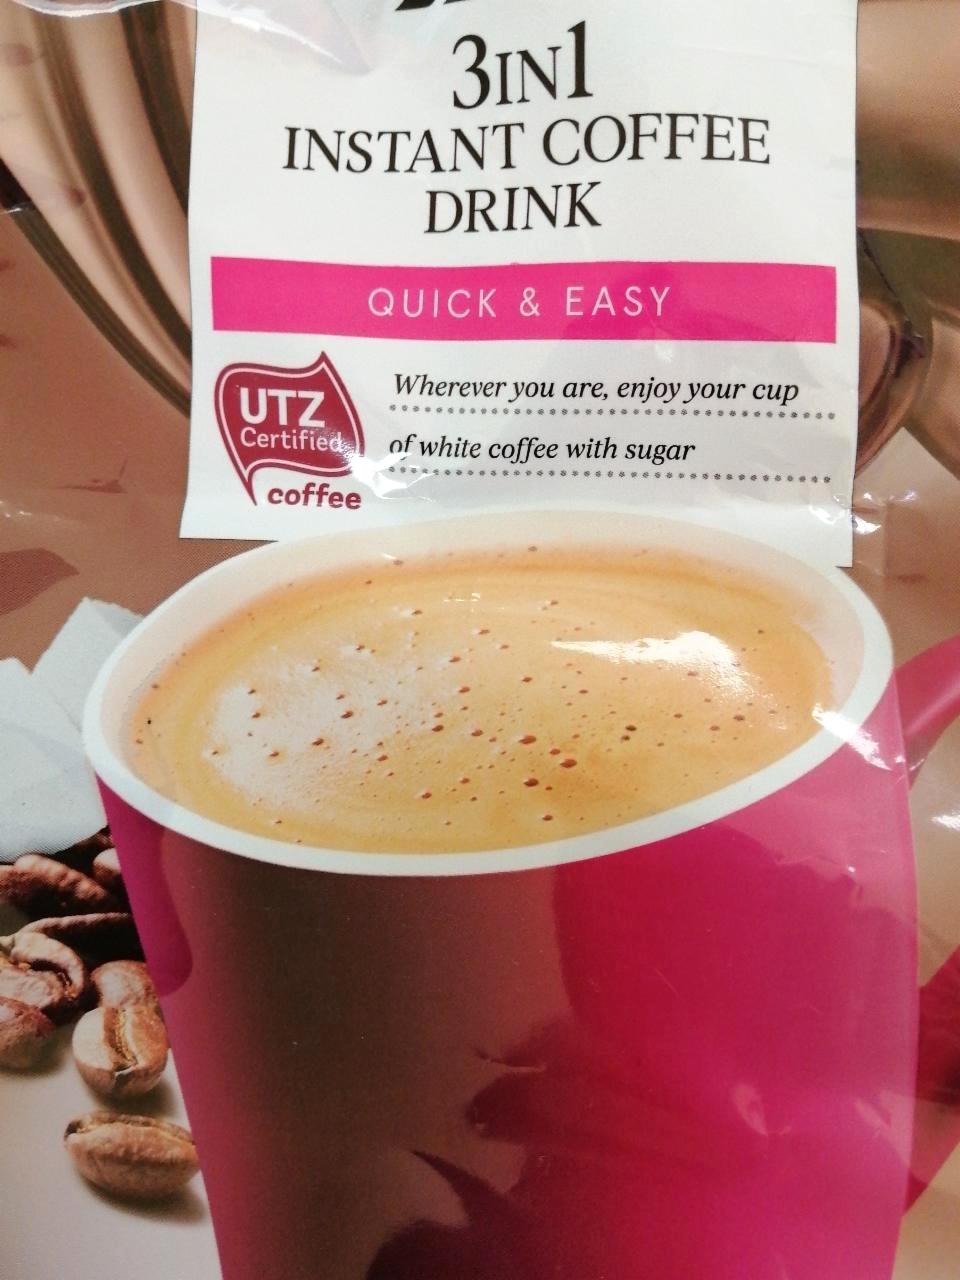 3IN1
INSTANT COFFEE
DRINK
QUICK & EASY
UTZ
Certified
coffee
Wherever you are, enjoy your cup
of white coffee with sugar